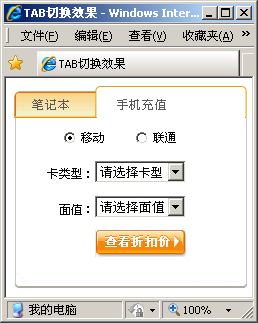 TAB切换效果 - Windows Inter...
文件(F) 编辑(E) 查看(V) 收藏夹(A) »
TAB切换效果
笔记本 手机充值
移动 联通
卡类型： 请选择卡型
面值： 请选择面值
查看折扣价
我的电脑 100%